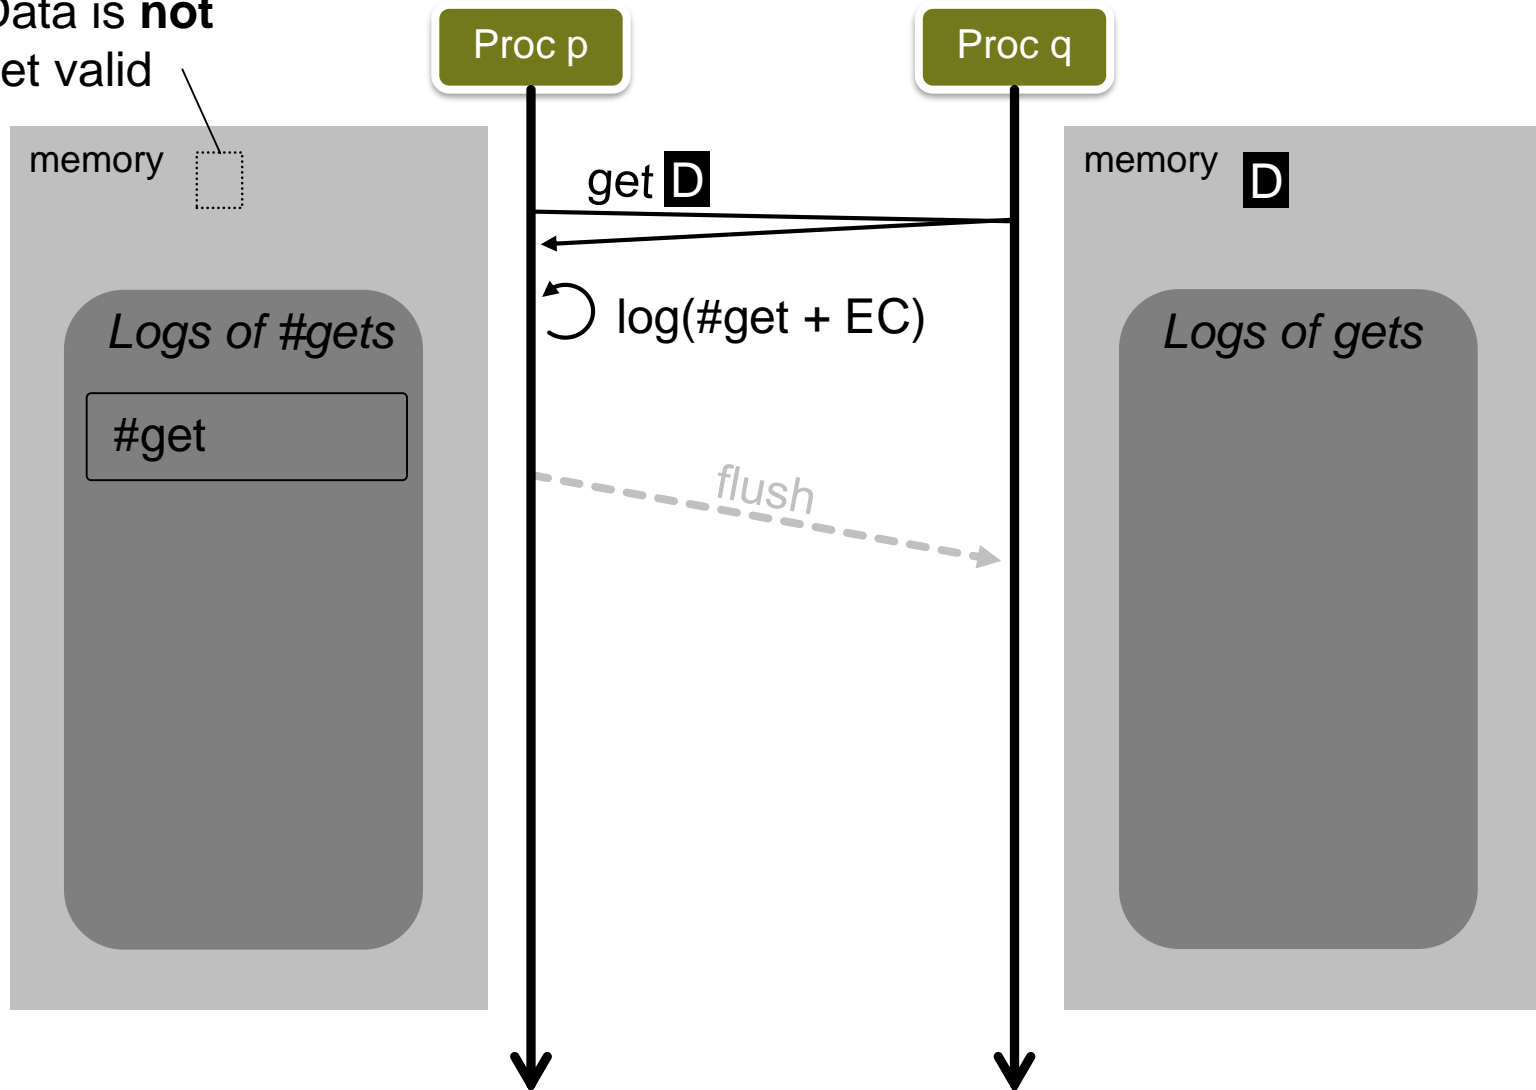 Data is not
et valid
Proc p
Proc q
memory
get D
memory
D
log(#get + EC)
Logs of #gets
Logs of gets
#get
flush